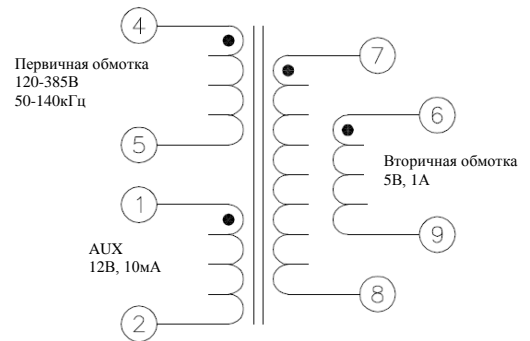 4
Первичная обмотка
120-385В
50-140кГц
5
1
AUX
12В, 10мА
2
7
6
Вторичная обмотка
5В, 1А
9
8